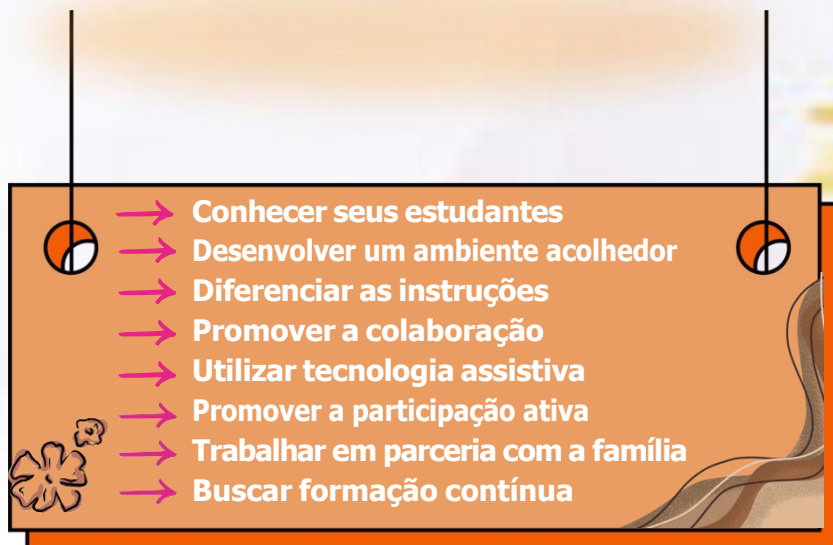 Conhecer seus estudantes
Desenvolver um ambiente acolhedor
Diferenciar as instruções
Promover a colaboração
Utilizar tecnologia assistiva
Promover a participação ativa
Trabalhar em parceria com a família
Buscar formação contínua